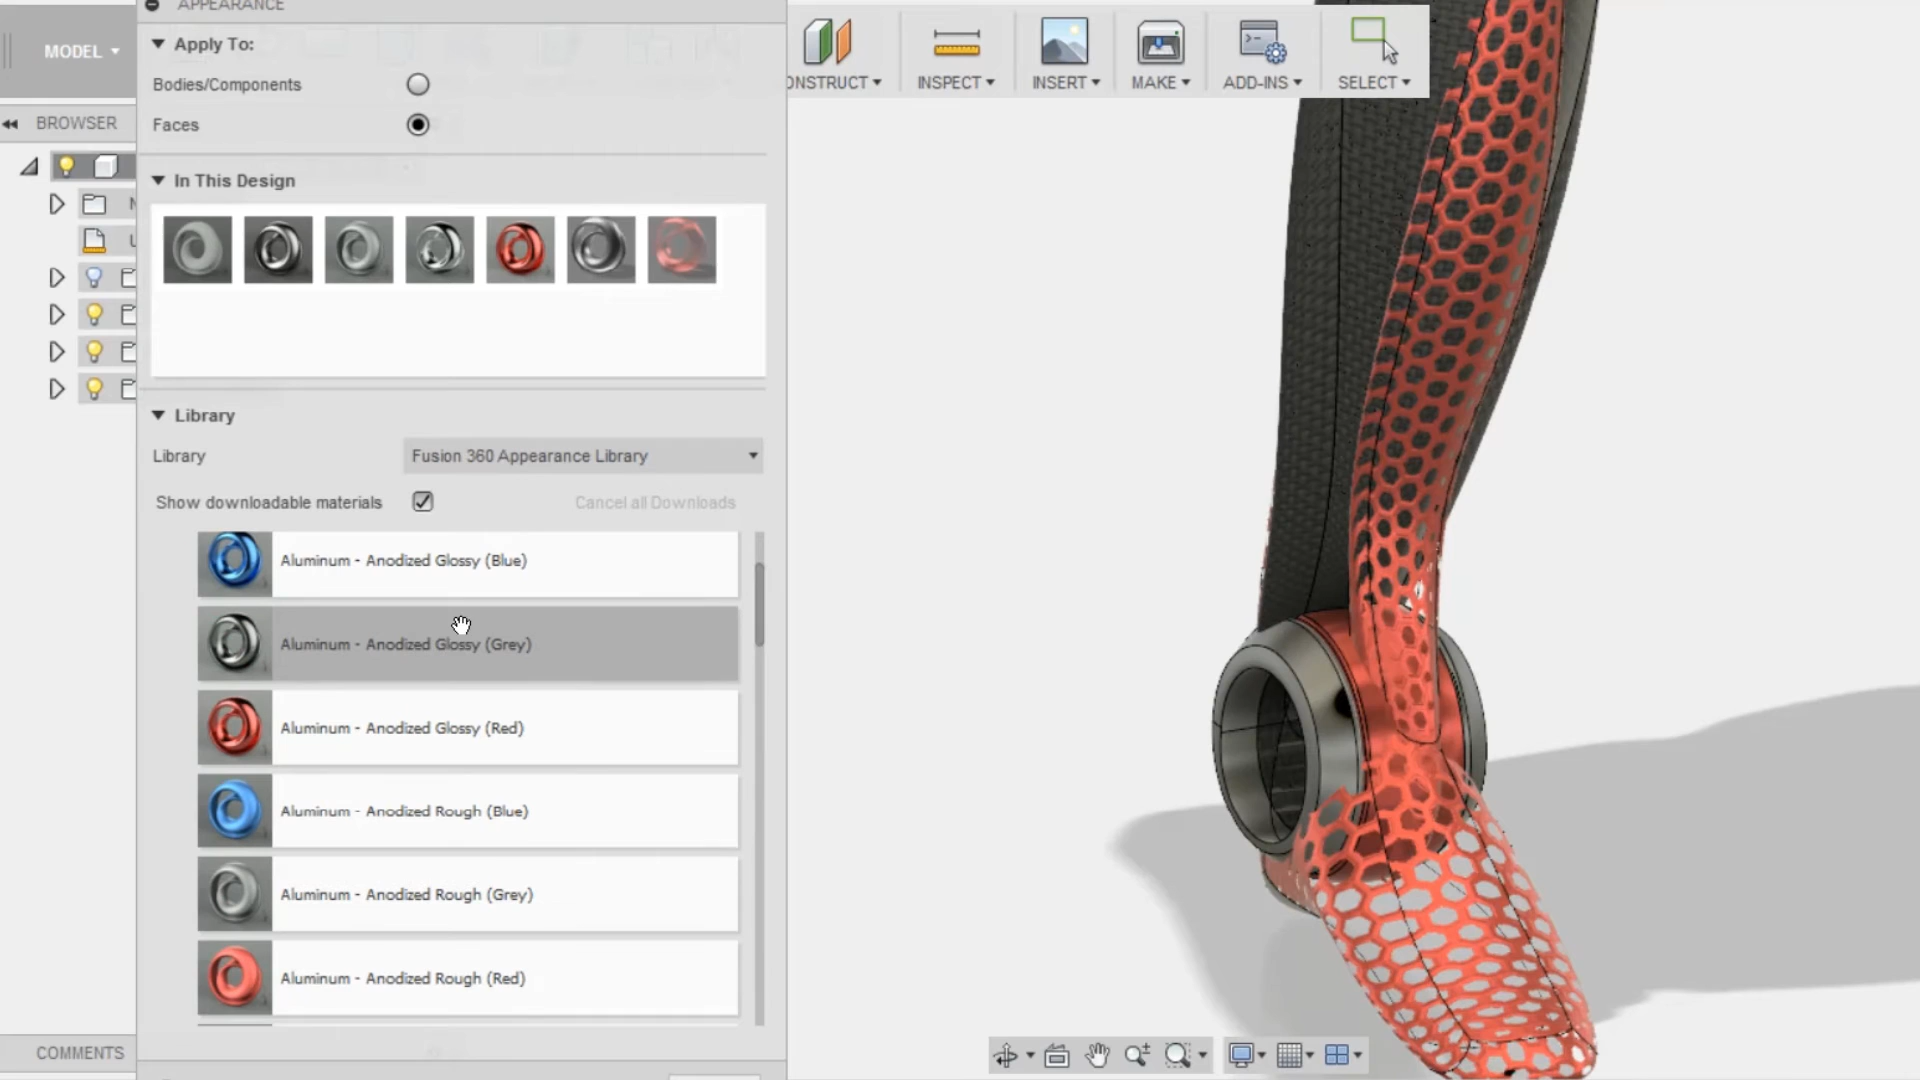 APPEARANCE
MODEL
Apply To:
Bodies/Components
Faces
ONSTRUCT
INSPECT
INSERT
MAKE
ADD-INS
SELECT
BROWSER
In This Design
Library
Library
Fusion 360 Appearance Library
Show downloadable materials
Cancel all Downloads
Aluminum - Anodized Glossy (Blue)
Aluminum - Anodized Glossy (Grey)
Aluminum - Anodized Glossy (Red)
Aluminum - Anodized Rough (Blue)
Aluminum - Anodized Rough (Grey)
Aluminum - Anodized Rough (Red)
COMMENTS